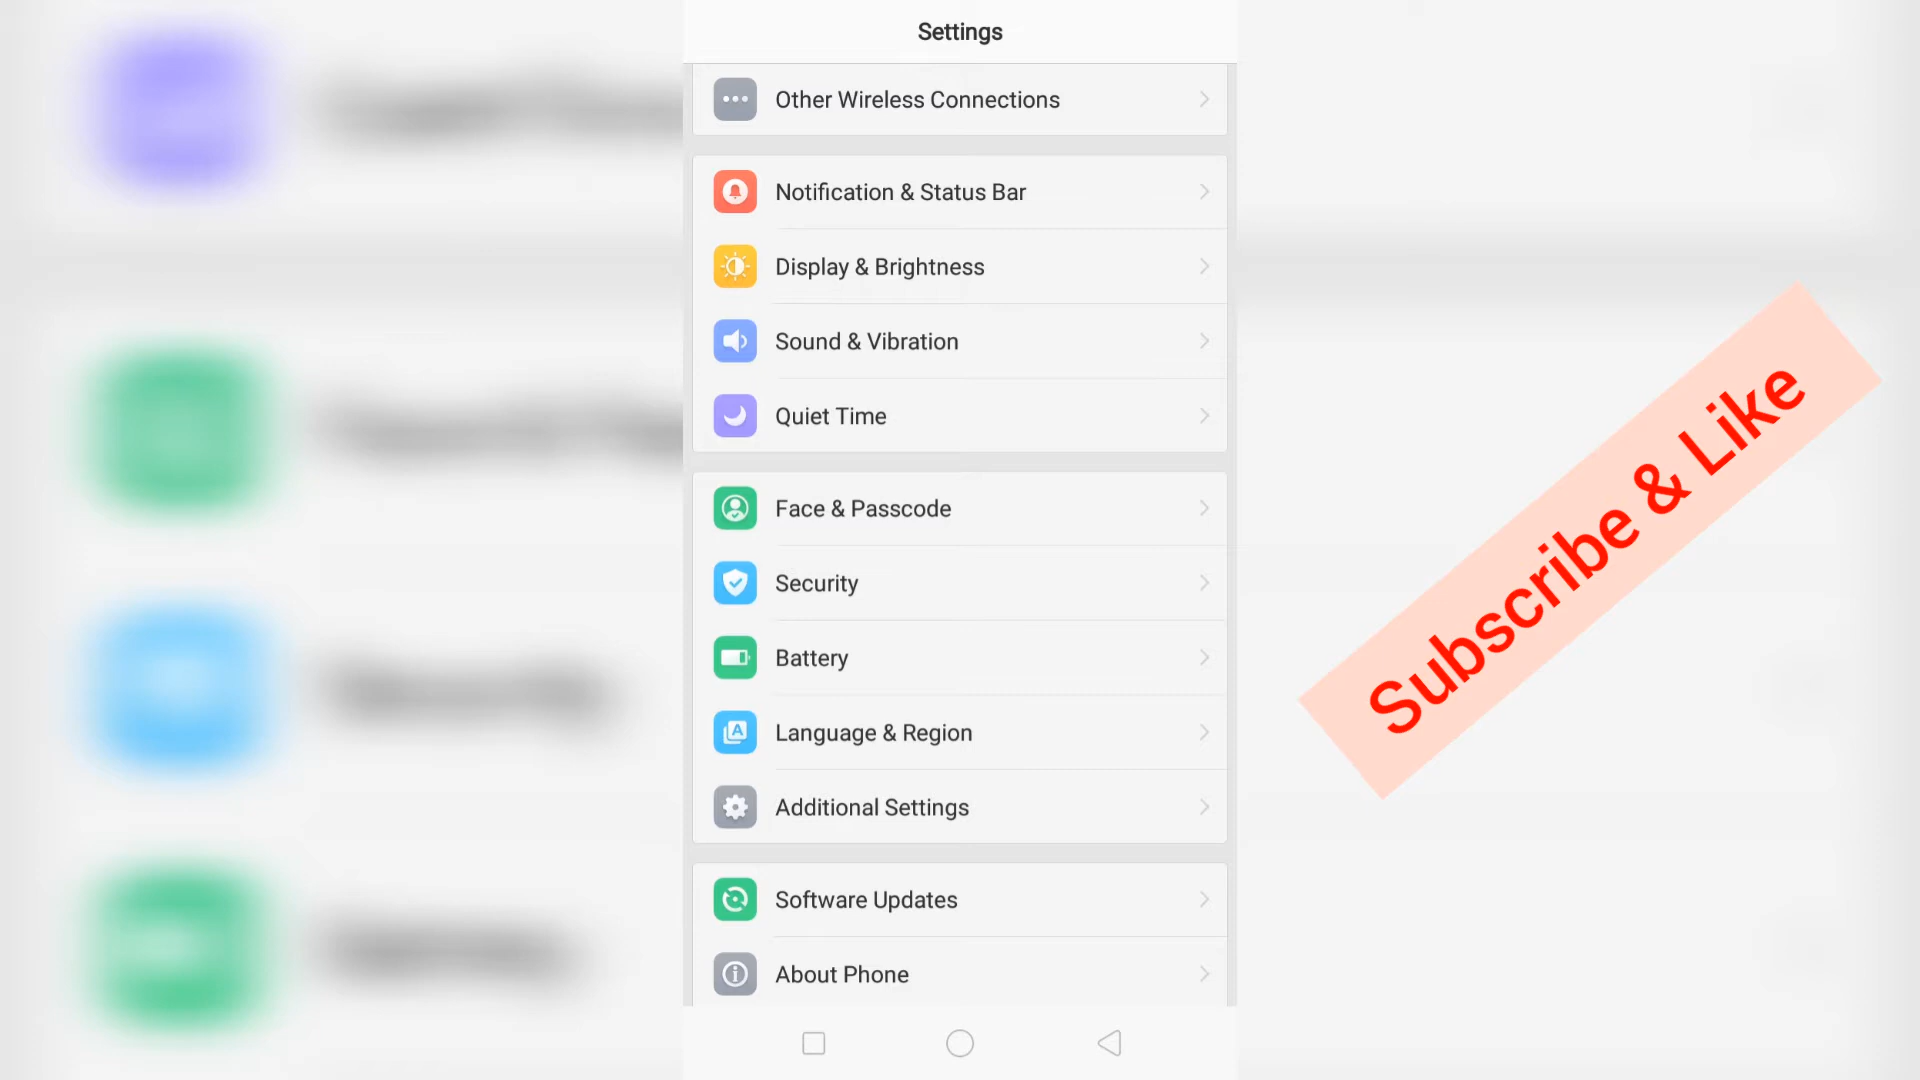 Settings
Other Wireless Connections
Notification & Status Bar
Display & Brightness
Sound & Vibration
Quiet Time
Face & Passcode
Security
Battery
Language & Region
Additional Settings
Software Updates
About Phone
Subscribe & Like